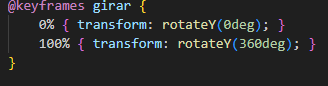 @keyframes girar {
0% { transform: rotateY(0deg); }
100% { transform: rotateY(360deg); }
}